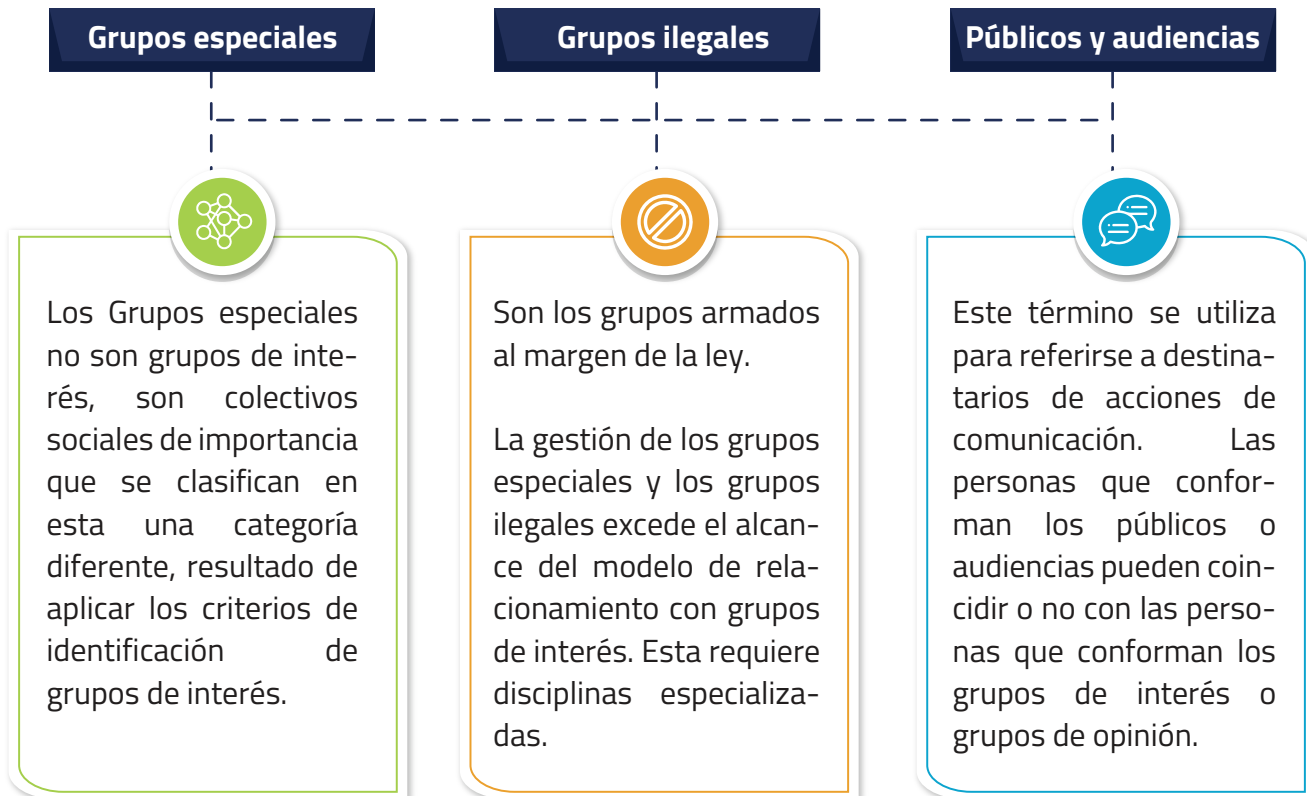 Grupos especiales
Grupos ilegales
Públicos y audiencias
Los Grupos especiales
no son grupos de inte-
rés, son colectivos
sociales de importancia
que se clasifican en
esta una categoría
diferente, resultado de
aplicar los criterios de
identificación de
grupos de interés.
Son los grupos armados
al margen de la ley.
La gestión de los grupos
especiales y los grupos
ilegales excede el alcan-
ce del modelo de rela-
cionamiento con grupos
de interés. Esta requiere
disciplinas especializa-
das.
Este término se utiliza
para referirse a destina-
tarios de acciones de
comunicación. Las
personas que confor-
man los públicos o
audiencias pueden coin-
cidir o no con las perso-
nas que conforman los
grupos de interés o
grupos de opinión.